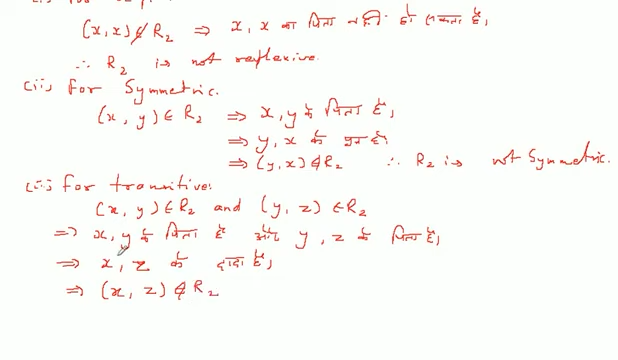 (x, x) ∉ R₂ ⇒ x, x का पिता नहीं हो सकता है,
∴ R₂ is not reflexive.
(ii) For Symmetric.
(x, y) ∈ R₂ ⇒ x, y के पिता हैं,
⇒ y, x के पुत्र हैं,
⇒ (y, x) ∉ R₂ ∴ R₂ is not Symmetric.
(iii) For transitive:
(x, y) ∈ R₂ and (y, z) ∈ R₂
⇒ x, y के पिता हैं और y, z के पिता हैं,
⇒ x, z के दादा हैं,
⇒ (x, z) ∉ R₂